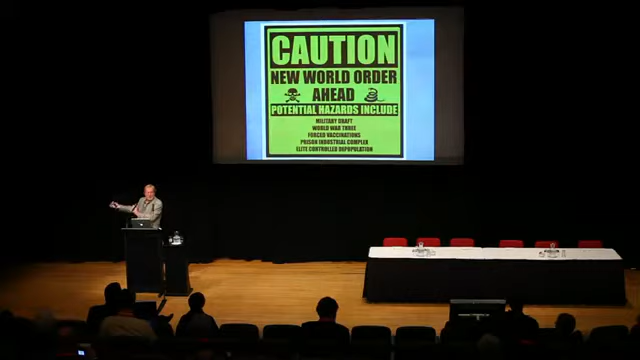 CAUTION
NEW WORLD ORDER
AHEAD
POTENTIAL HAZARDS INCLUDE
MILITARY DRAFT
WORLD WAR THREE
FORCED VACCINATIONS
PRISON INDUSTRIAL COMPLEX
ELITE CONTROLLED DEPOPULATION